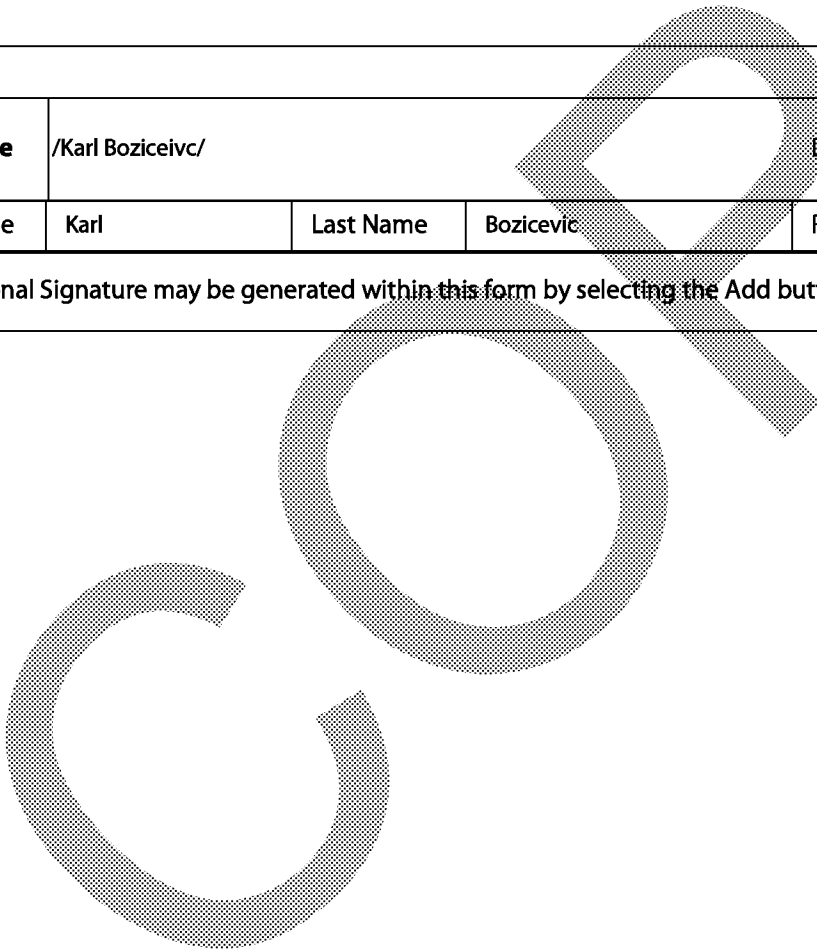 e /Karl Boziceivc/
e Karl Last Name Bozicevic
nal Signature may be generated within this form by selecting the Add but
COP